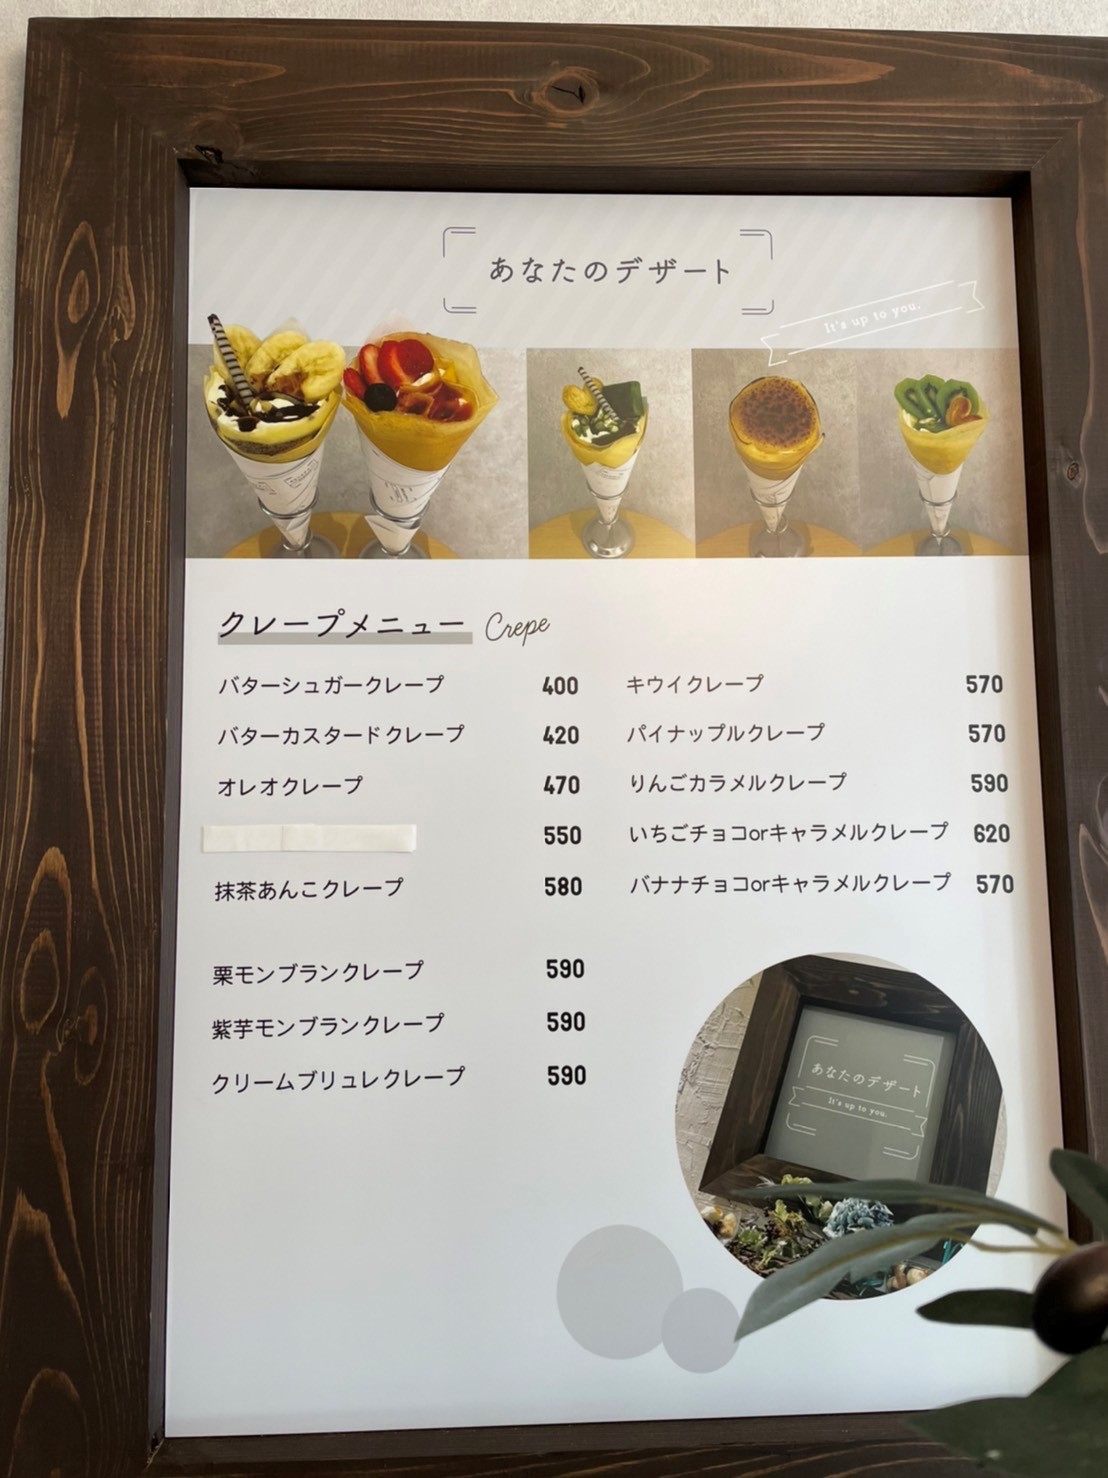 あなたのデザート
It's up to you.
クレープメニュー Crepe
バターシュガークレープ 400
バターカスタードクレープ 420
オレオクレープ 470
550
抹茶あんこクレープ 580
栗モンブランクレープ 590
紫芋モンブランクレープ 590
クリームブリュレクレープ 590
キウイクレープ 570
パイナップルクレープ 570
りんごカラメルクレープ 590
いちごチョコorキャラメルクレープ 620
バナナチョコorキャラメルクレープ 570
あなたのデザート
It's up to you.